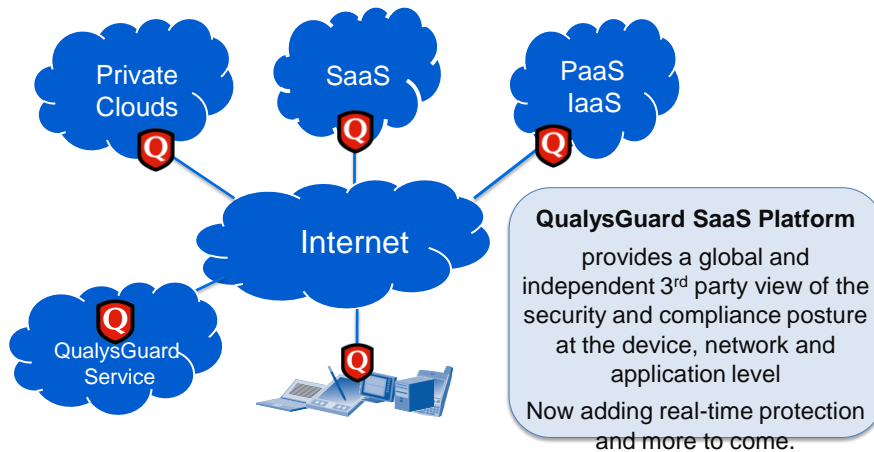 Private
Clouds
SaaS
PaaS
IaaS
Q
Q
Q
Internet
Q
QualysGuard
Service
Q
QualysGuard SaaS Platform
provides a global and
independent 3rd party view of the
security and compliance posture
at the device, network and
application level
Now adding real-time protection
and more to come.